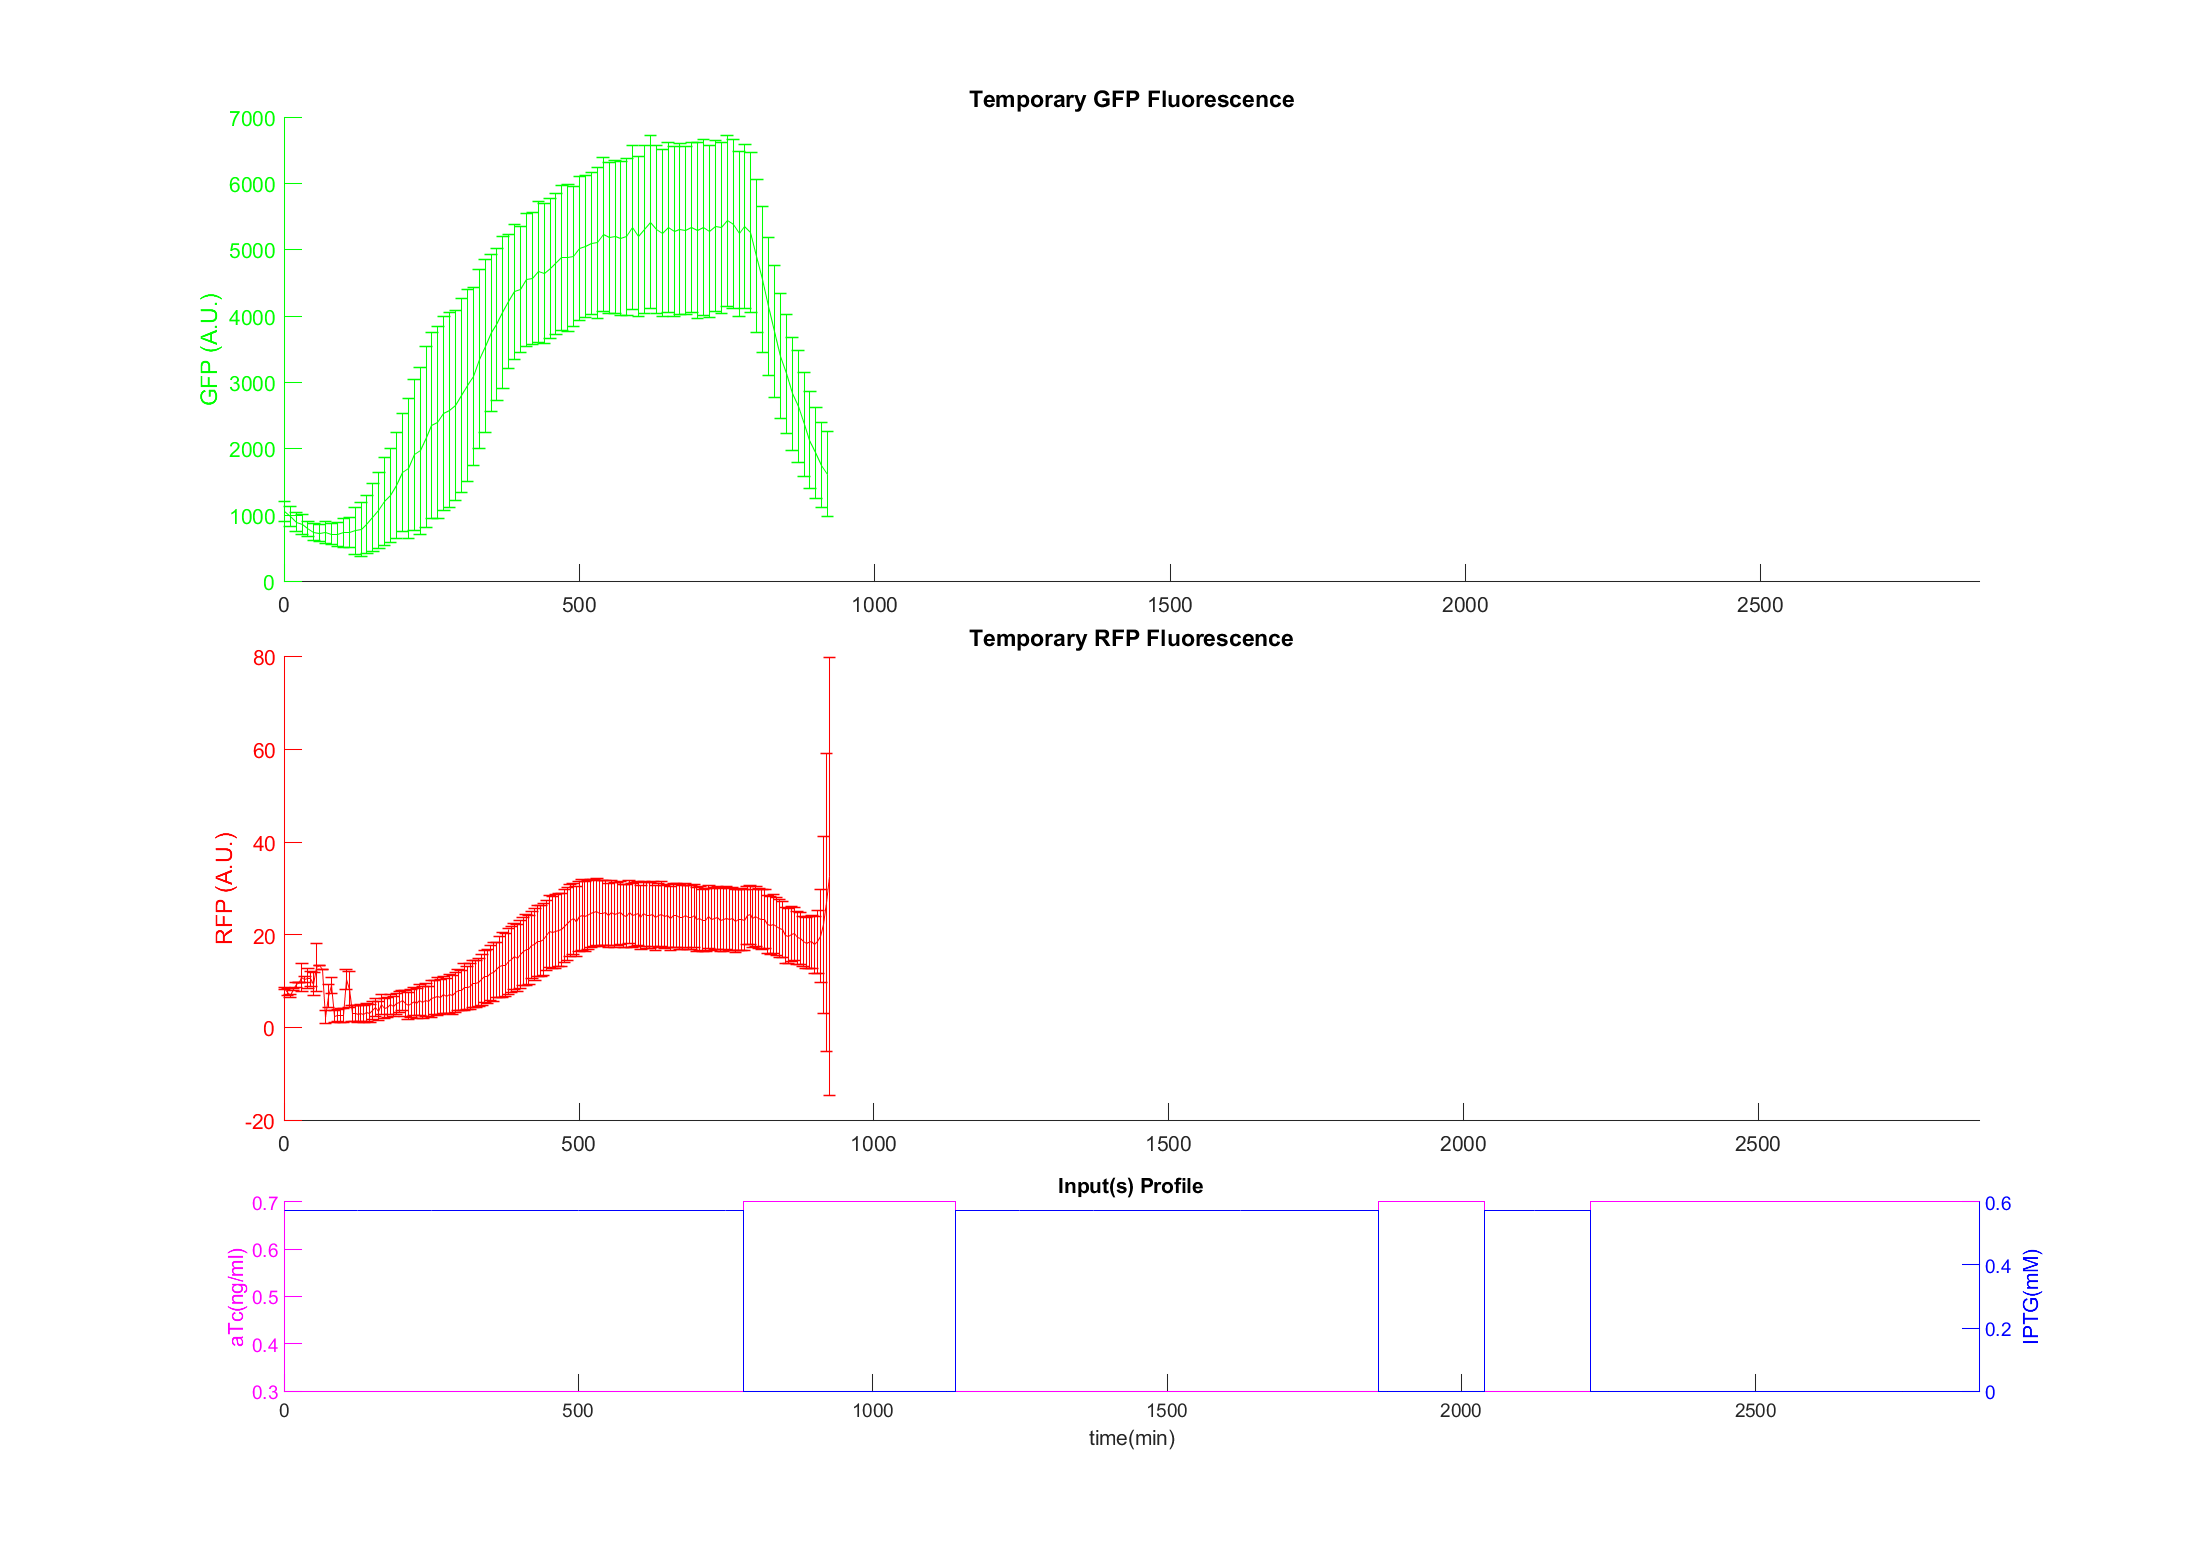 Temporary GFP Fluorescence
7000
6000
5000
4000
3000
2000
1000
0
GFP (A.U.)
0 500 1000 1500 2000 2500
Temporary RFP Fluorescence
80
60
40
20
0
-20
RFP (A.U.)
0 500 1000 1500 2000 2500
Input(s) Profile
0.7
0.6
0.5
0.4
0.3
aTc(ng/ml)
0.6
0.4
0.2
0
IPTG(mM)
0 500 1000 1500 2000 2500
time(min)